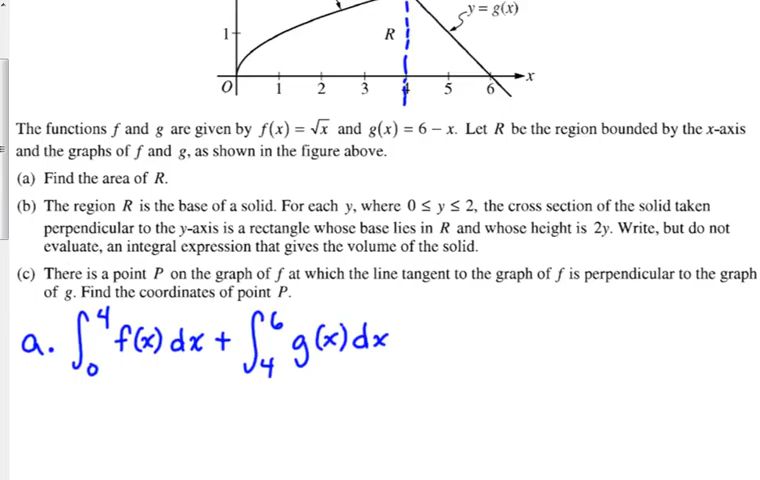 y = g(x)
1
R
O 1 2 3 4 5 6 x
The functions f and g are given by f(x) = √x and g(x) = 6 − x. Let R be the region bounded by the x-axis
and the graphs of f and g, as shown in the figure above.
(a) Find the area of R.
(b) The region R is the base of a solid. For each y, where 0 ≤ y ≤ 2, the cross section of the solid taken
perpendicular to the y-axis is a rectangle whose base lies in R and whose height is 2y. Write, but do not
evaluate, an integral expression that gives the volume of the solid.
(c) There is a point P on the graph of f at which the line tangent to the graph of f is perpendicular to the graph
of g. Find the coordinates of point P.
a. ∫₀⁴ f(x) dx + ∫₄⁶ g(x) dx